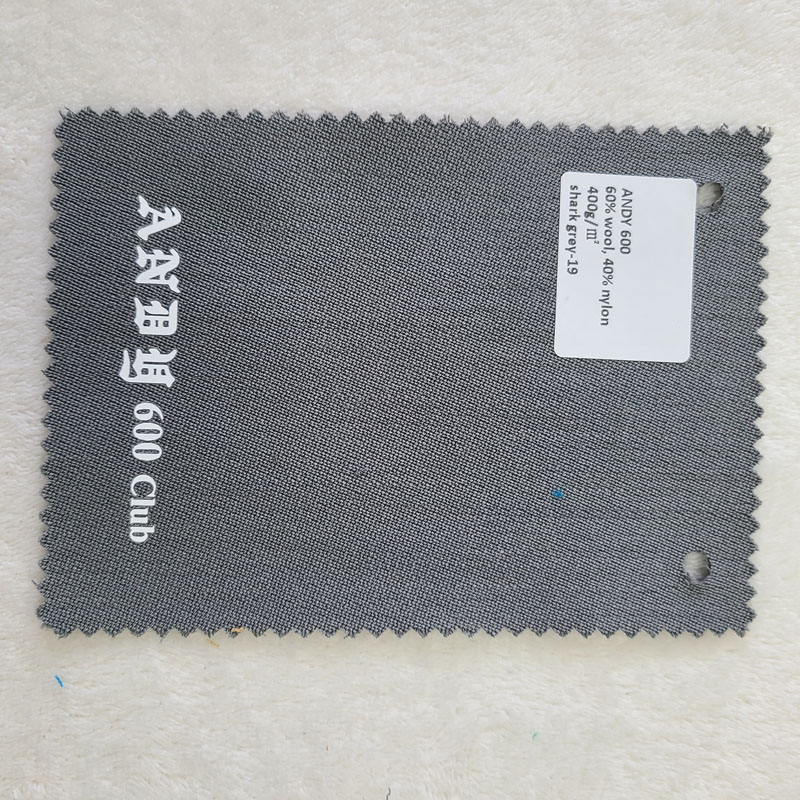 ANDY 600
60% wool, 40% nylon
400g/㎡
shark grey-19
ANDY 600 Club